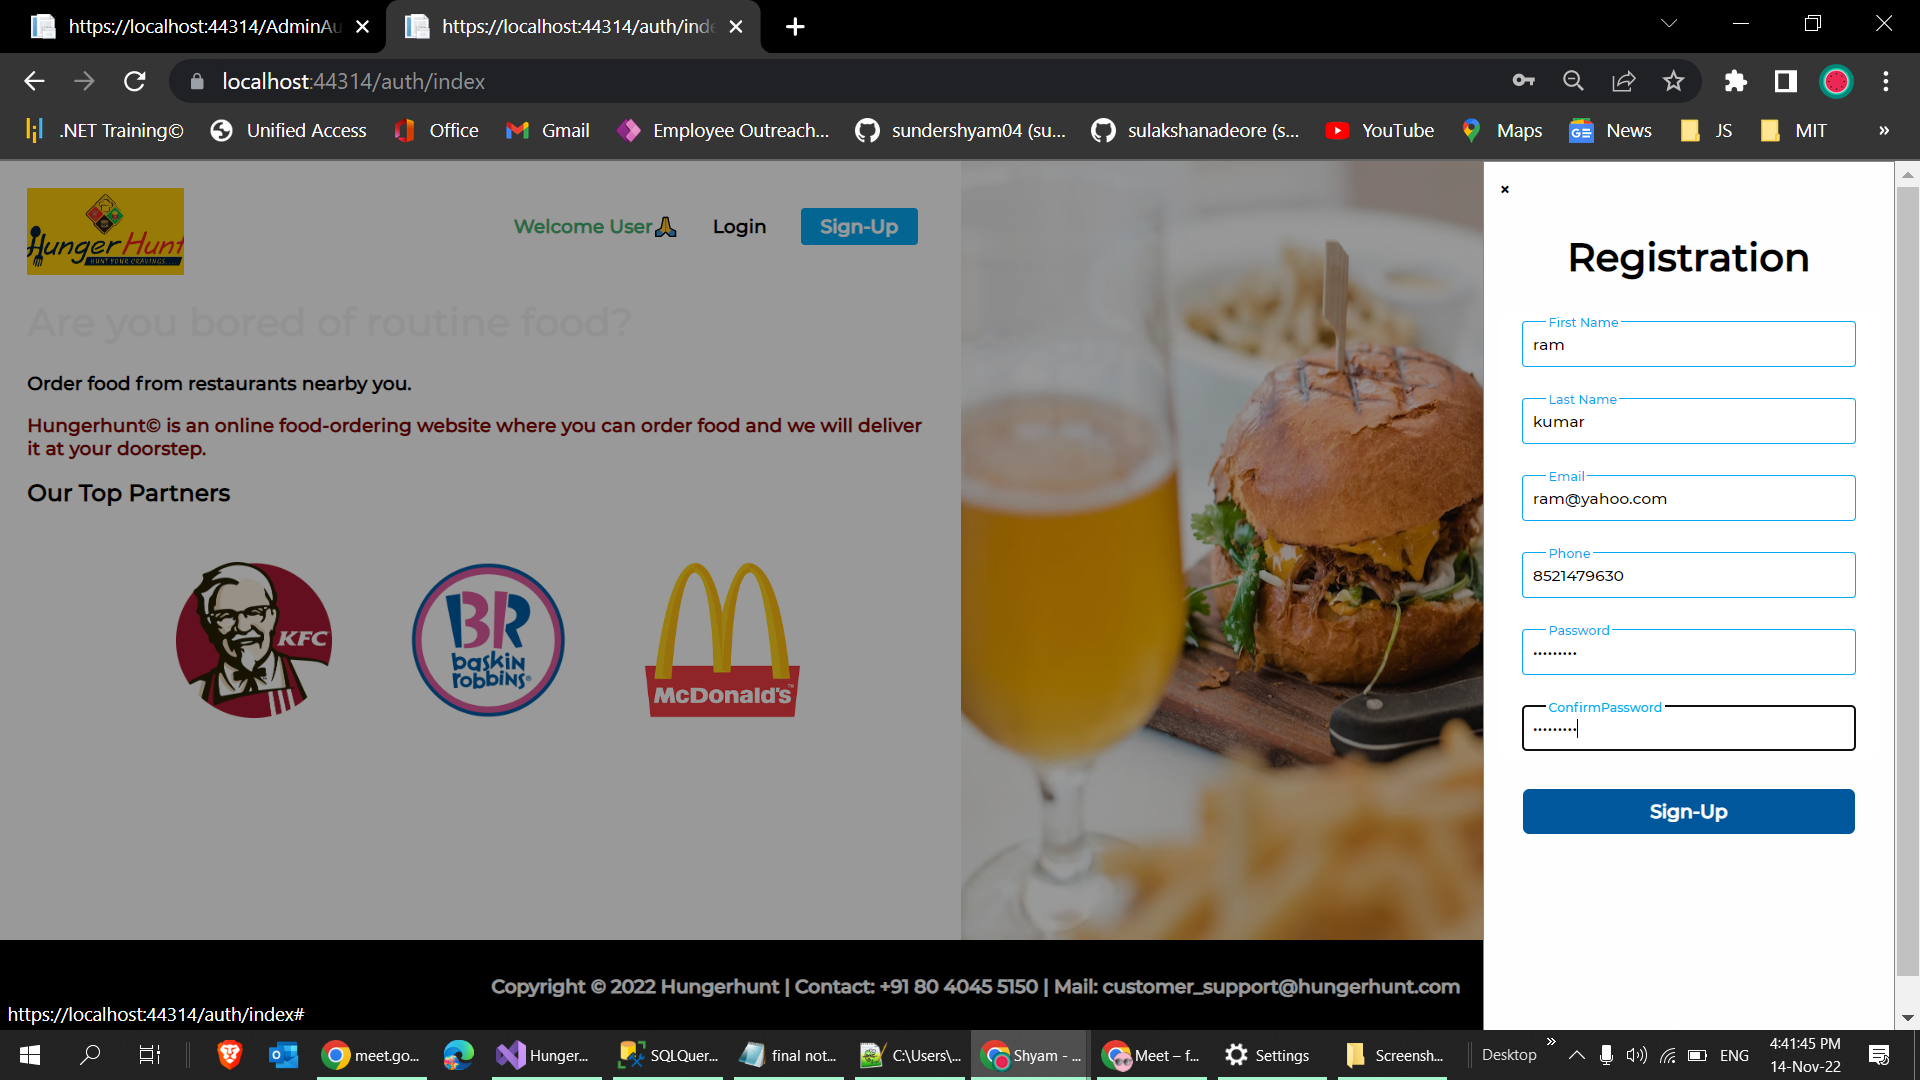 https://localhost:44314/AdminAu
https://localhost:44314/auth/inde
localhost:44314/auth/index
.NET Training©
Unified Access
Office
Gmail
Employee Outreach...
sundershyam04 (su...
sulakshanadeore (s...
YouTube
Maps
News
JS
MIT
»
HungerHunt
HUNT YOUR CRAVINGS....
Welcome User🙏
Login
Sign-Up
Are you bored of routine food?
Order food from restaurants nearby you.
Hungerhunt© is an online food-ordering website where you can order food and we will deliver
it at your doorstep.
Our Top Partners
KFC
BR
baskin
robbins®
McDonald's™
×
Registration
First Name
ram
Last Name
kumar
Email
ram@yahoo.com
Phone
8521479630
Password
•••••••••
ConfirmPassword
•••••••••
Sign-Up
Copyright © 2022 Hungerhunt | Contact: +91 80 4045 5150 | Mail: customer_support@hungerhunt.com
https://localhost:44314/auth/index#
meet.go...
Hunger...
SQLQuer...
final not...
C:\Users\...
Shyam - ...
Meet – f...
Settings
Screensh...
Desktop
»
ENG
4:41:45 PM
14-Nov-22